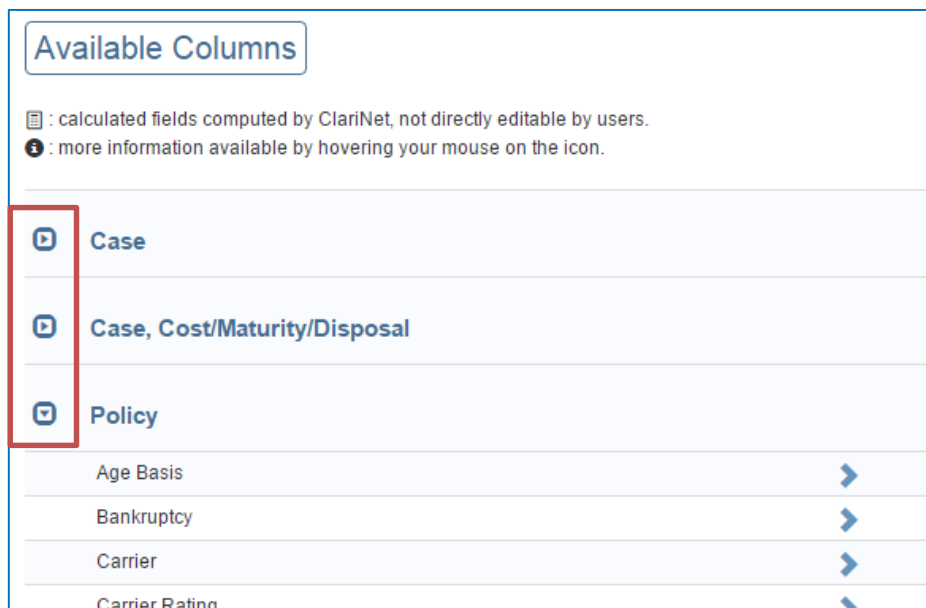 Available Columns
: calculated fields computed by ClariNet, not directly editable by users.
: more information available by hovering your mouse on the icon.
Case
Case, Cost/Maturity/Disposal
Policy
Age Basis
Bankruptcy
Carrier
Carrier Rating